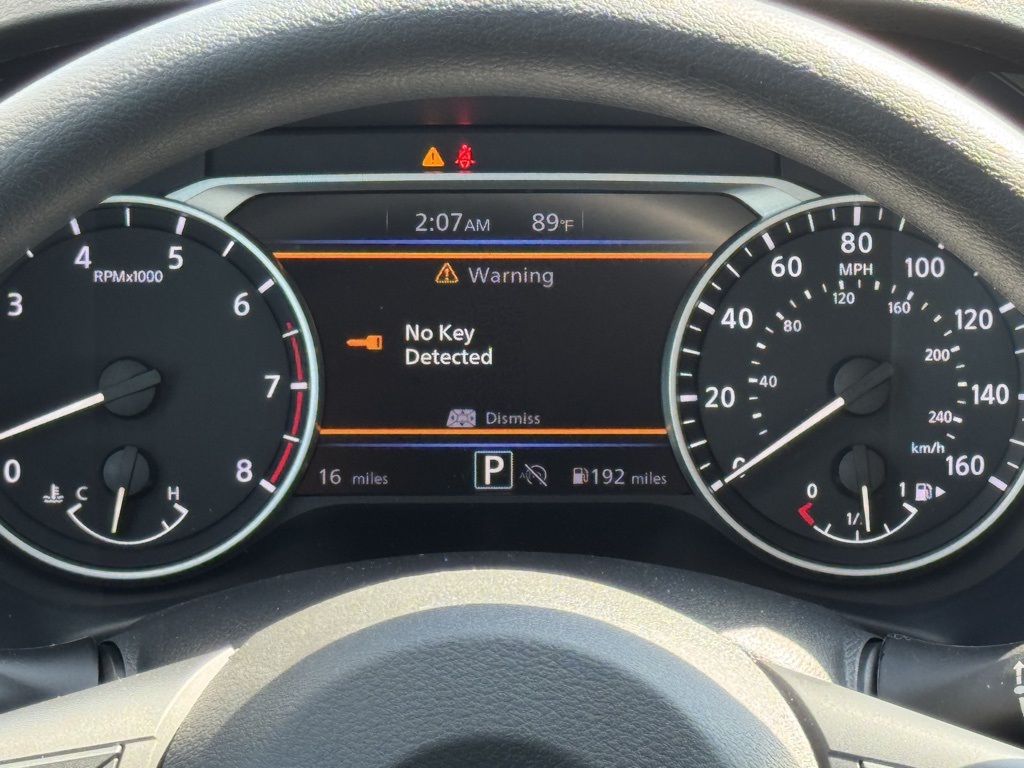 2:07AM 89°F
Warning
No Key
Detected
Dismiss
16 miles P 192 miles
3 4 5 6 7 8
RPMx1000
0
C H
20 40 60 80 100 120 140 160
MPH
40 80 120 160 200 240
km/h
0
0 1/ 1